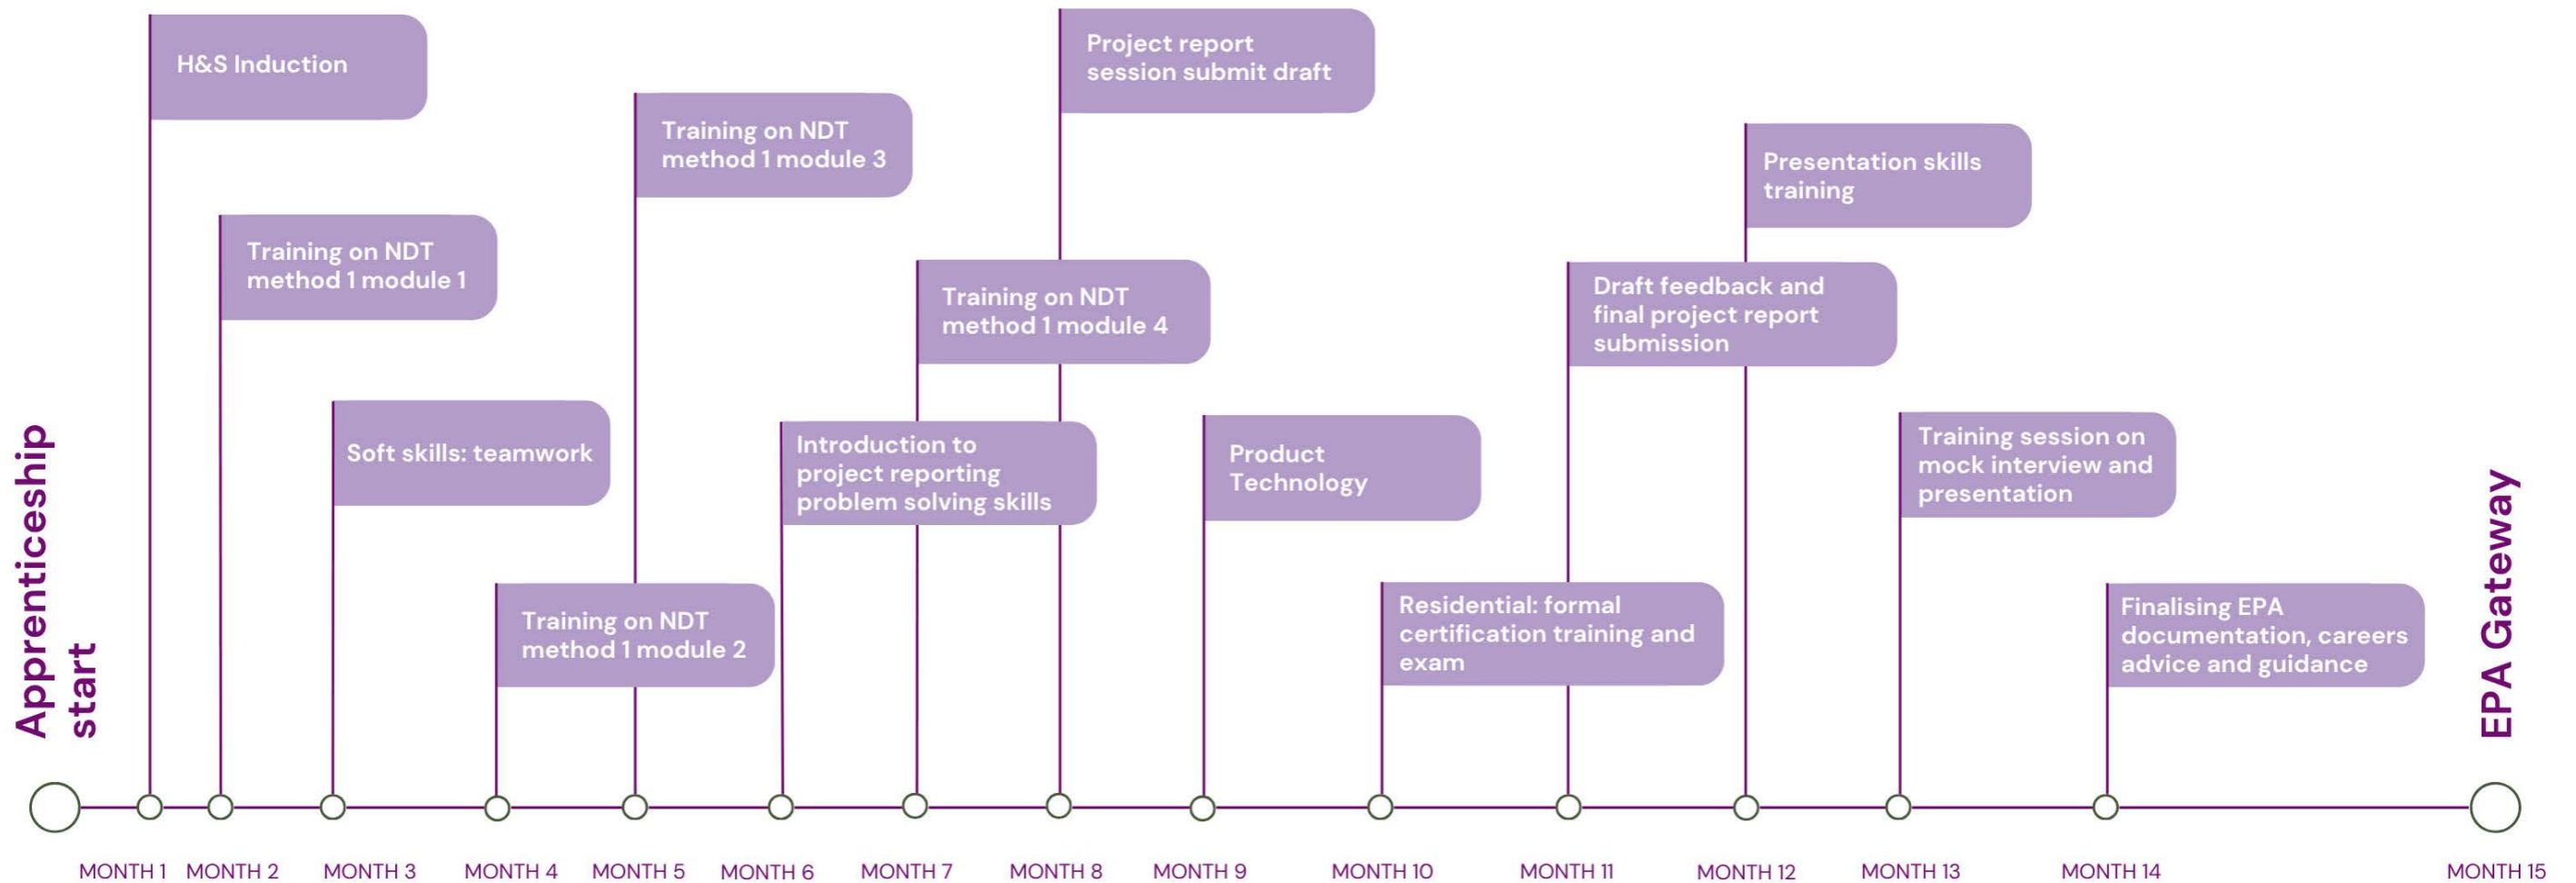 Apprenticeship
start
H&S Induction
Training on NDT
method 1 module 1
Soft skills: teamwork
Training on NDT
method 1 module 2
Training on NDT
method 1 module 3
Introduction to
project reporting
problem solving skills
Training on NDT
method 1 module 4
Project report
session submit draft
Product
Technology
Residential: formal
certification training and
exam
Draft feedback and
final project report
submission
Presentation skills
training
Training session on
mock interview and
presentation
Finalising EPA
documentation, careers
advice and guidance
EPA Gateway
MONTH 1
MONTH 2
MONTH 3
MONTH 4
MONTH 5
MONTH 6
MONTH 7
MONTH 8
MONTH 9
MONTH 10
MONTH 11
MONTH 12
MONTH 13
MONTH 14
MONTH 15